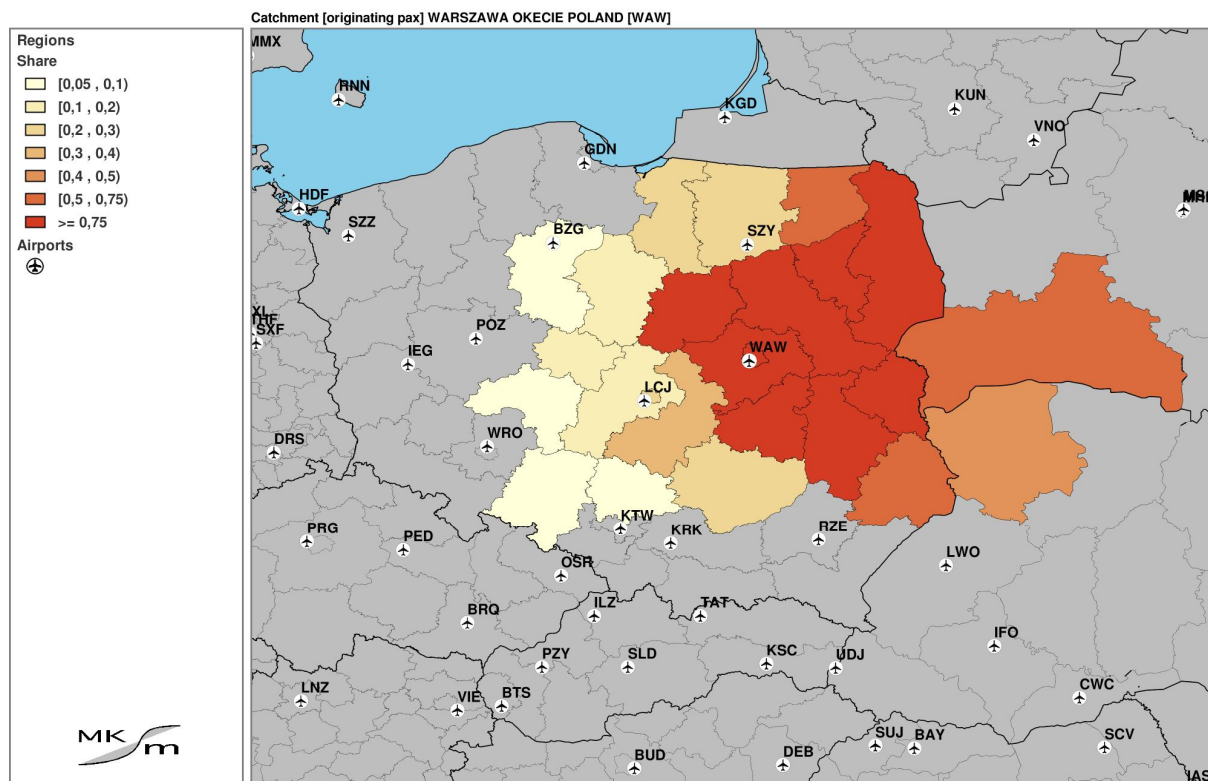 Catchment [originating pax] WARSZAWA OKECIE POLAND [WAW]
Regions
Share
[0,05 , 0,1)
[0,1 , 0,2)
[0,2 , 0,3)
[0,3 , 0,4)
[0,4 , 0,5)
[0,5 , 0,75)
>= 0,75
Airports
MMX
RNN
KGD
KUN
VNO
GDN
HDF
SZZ
BZG
SZY
SXF
POZ
IEG
WAW
LCJ
DRS
WRO
PRG
PED
KTW
KRK
RZE
LWO
OSR
BRQ
ILZ
TAT
IFO
PZY
SLD
KSC
UDJ
LNZ
VIE
BTS
CWC
BUD
DEB
SUJ
BAY
SCV
IAS
MK
m